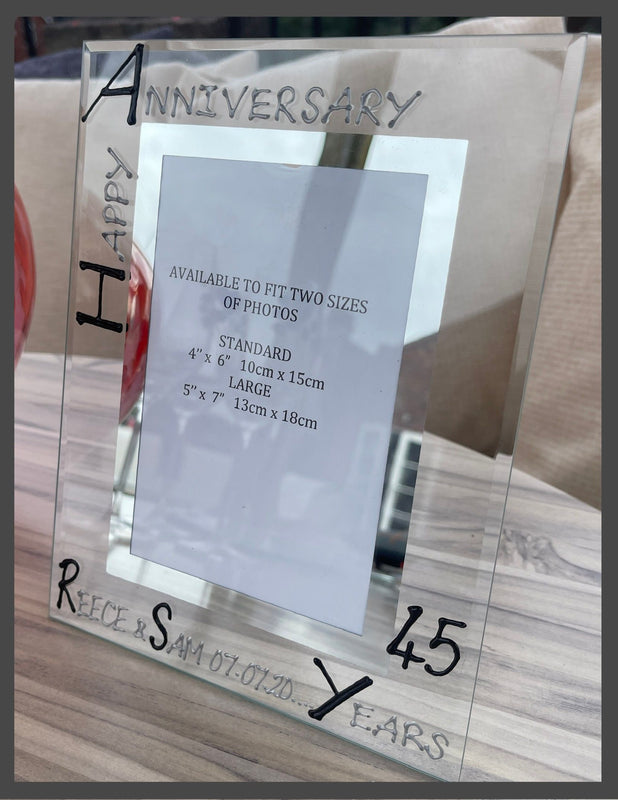 HAPPY
ANNIVERSARY
AVAILABLE TO FIT TWO SIZES
OF PHOTOS
STANDARD
4” x 6” 10cm x 15cm
LARGE
5” x 7” 13cm x 18cm
REECE & SAM 07.07.20....
45
YEARS